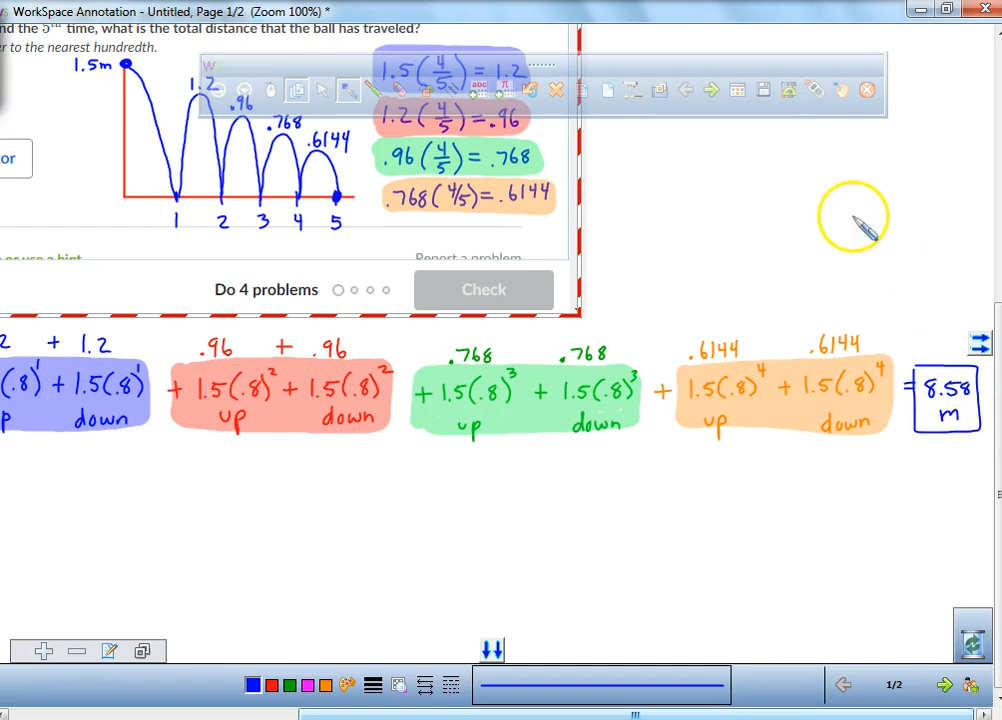 WorkSpace Annotation - Untitled, Page 1/2 (Zoom 100%) *
nd the 5th time, what is the total distance that the ball has traveled?
er to the nearest hundredth.
1.5m
1.2
.96
.768
.6144
1 2 3 4 5
1.5(4/5) = 1.2
1.2(4/5) = .96
.96(4/5) = .768
.768(4/5) = .6144
abc
π
or
or use a hint
Report a problem
Do 4 problems
Check
2 + 1.2 .96 + .96 .768 .768 .6144 .6144
(.8)^1 + 1.5(.8)^1 + 1.5(.8)^2 + 1.5(.8)^2 + 1.5(.8)^3 + 1.5(.8)^3 + 1.5(.8)^4 + 1.5(.8)^4 = 8.58 m
p down up down up down up down
1/2